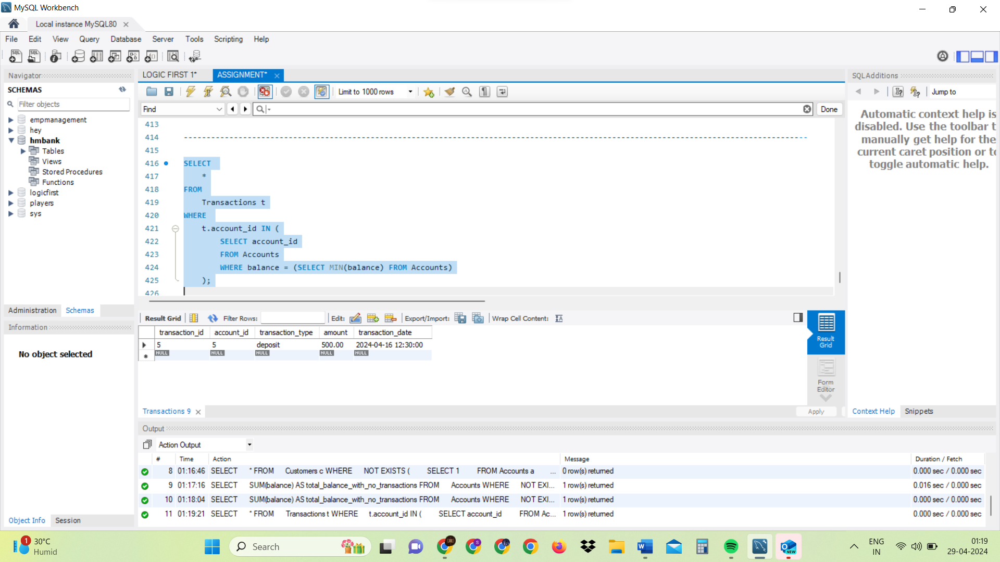 MySQL Workbench
Local instance MySQL80
File Edit View Query Database Server Tools Scripting Help
Navigator
SCHEMAS
Filter objects
empmanagement
hey
hmbank
Tables
Views
Stored Procedures
Functions
logicfirst
players
sys
Administration Schemas
Information
No object selected
Object Info Session
LOGIC FIRST 1* ASSIGNMENT*
Limit to 1000 rows
Find Done
413
414 ----------------------------------------------------------------------------------------------------------------------------------------
415
416 SELECT
417 *
418 FROM
419 Transactions t
420 WHERE
421 t.account_id IN (
422 SELECT account_id
423 FROM Accounts
424 WHERE balance = (SELECT MIN(balance) FROM Accounts)
425 );
426
Result Grid Filter Rows: Edit: Export/Import: Wrap Cell Content:
transaction_id account_id transaction_type amount transaction_date
5 5 deposit 500.00 2024-04-16 12:30:00
NULL NULL NULL NULL NULL
Result
Grid
Form
Editor
Transactions 9 Apply
SQLAdditions
Jump to
Automatic context help is
disabled. Use the toolbar t
manually get help for the
current caret position or to
toggle automatic help.
Context Help Snippets
Output
Action Output
# Time Action Message Duration / Fetch
8 01:16:46 SELECT * FROM Customers c WHERE NOT EXISTS ( SELECT 1 FROM Accounts a ... 0 row(s) returned 0.000 sec / 0.000 sec
9 01:17:16 SELECT SUM(balance) AS total_balance_with_no_transactions FROM Accounts WHERE NOT EXI... 1 row(s) returned 0.016 sec / 0.000 sec
10 01:18:04 SELECT SUM(balance) AS total_balance_with_no_transactions FROM Accounts WHERE NOT EXI... 1 row(s) returned 0.000 sec / 0.000 sec
11 01:19:21 SELECT * FROM Transactions t WHERE t.account_id IN ( SELECT account_id FROM Ac... 1 row(s) returned 0.000 sec / 0.000 sec
1
30°C
Humid
Search
NEW
ENG
IN
01:19
29-04-2024